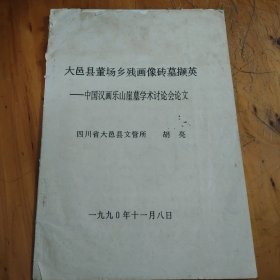 大邑县董场乡残画像砖墓撷英
——中国汉画乐山崖墓学术讨论会论文
四川省大邑县文管所 胡亮
一九九0年十一月八日